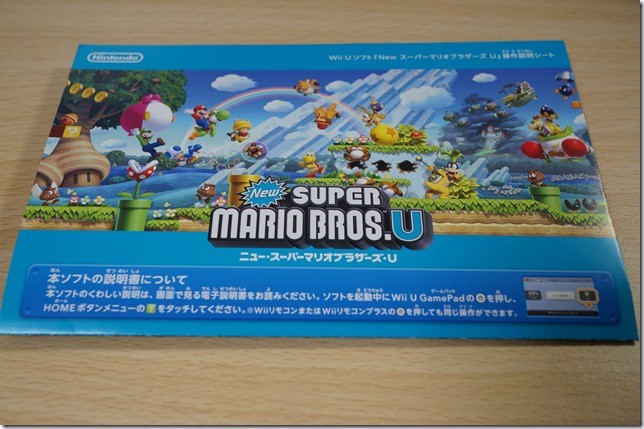 Nintendo
Wii U ソフト『New スーパーマリオブラザーズ U』操作説明シート
New SUPER
MARIO BROS.U
ニュー・スーパーマリオブラザーズ・U
本ソフトの説明書について
本ソフトのくわしい説明は、画面で見る電子説明書をお読みください。ソフトを起動中にWii U GamePadの を押し、
HOMEボタンメニューの ? をタッチしてください。※WiiリモコンまたはWiiリモコンプラスの を押しても同じ操作ができます。